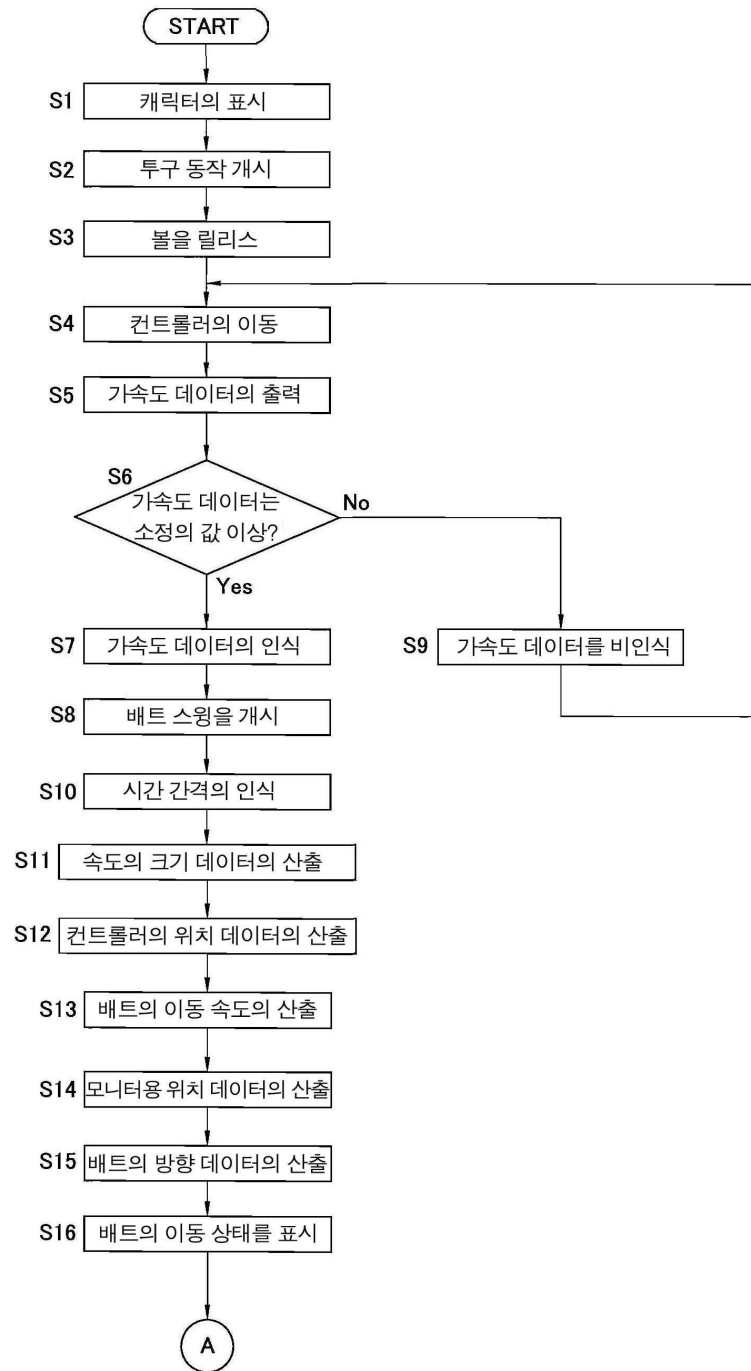 START
S1 캐릭터의 표시
S2 투구 동작 개시
S3 볼을 릴리스
S4 컨트롤러의 이동
S5 가속도 데이터의 출력
S6
가속도 데이터는
소정의 값 이상?
No
Yes
S7 가속도 데이터의 인식
S9 가속도 데이터를 비인식
S8 배트 스윙을 개시
S10 시간 간격의 인식
S11 속도의 크기 데이터의 산출
S12 컨트롤러의 위치 데이터의 산출
S13 배트의 이동 속도의 산출
S14 모니터용 위치 데이터의 산출
S15 배트의 방향 데이터의 산출
S16 배트의 이동 상태를 표시
A